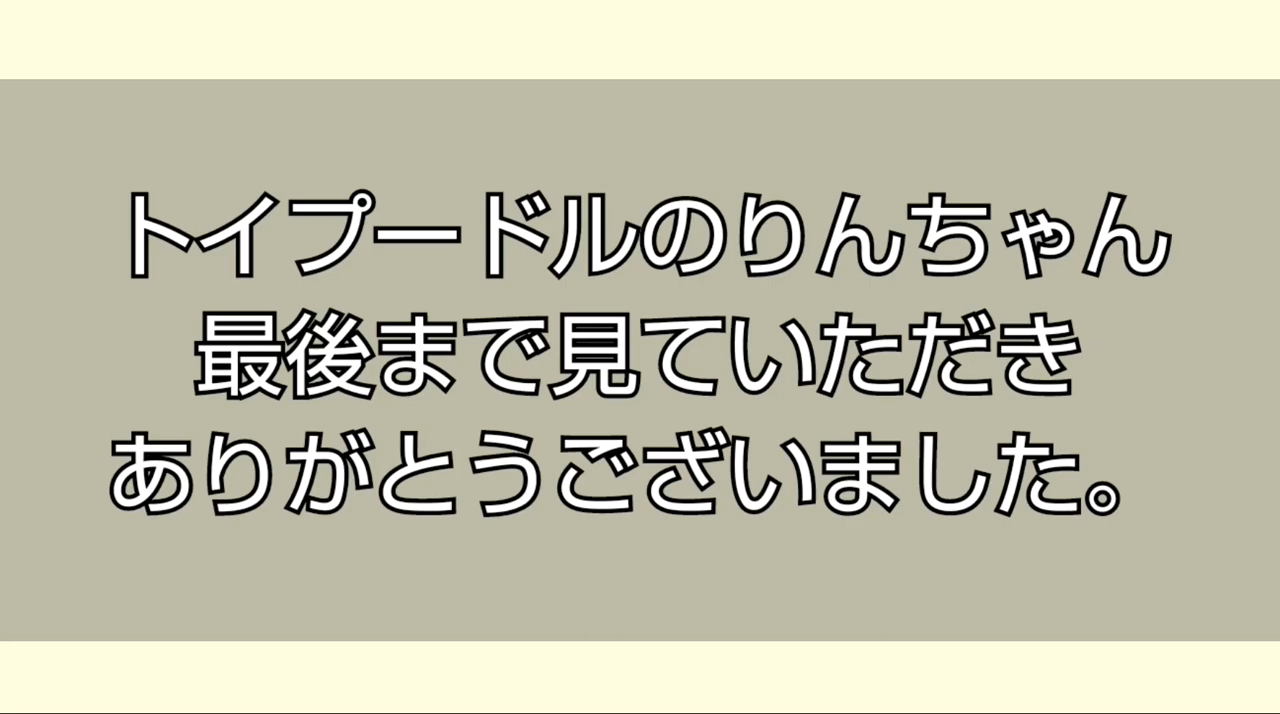 トイプードルのりんちゃん
最後まで見ていただき
ありがとうございました。